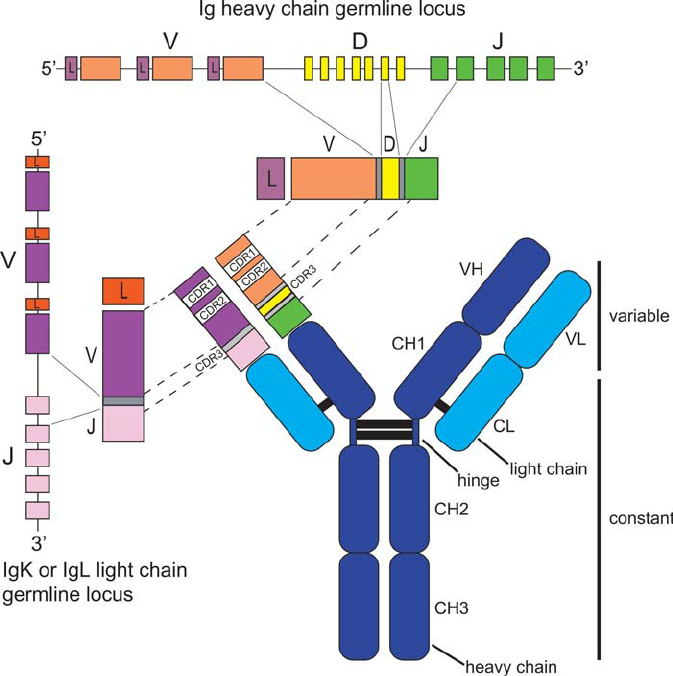 Ig heavy chain germline locus
V D J
5’ L L L 3’
V D J
L
5’
L
L
V
L
J
3’
L
V
J
CDR1
CDR2
CDR3
CDR1
CDR2
CDR3
VH
VL
CH1
CL
variable
light chain
hinge
CH2
constant
CH3
heavy chain
IgK or IgL light chain
germline locus